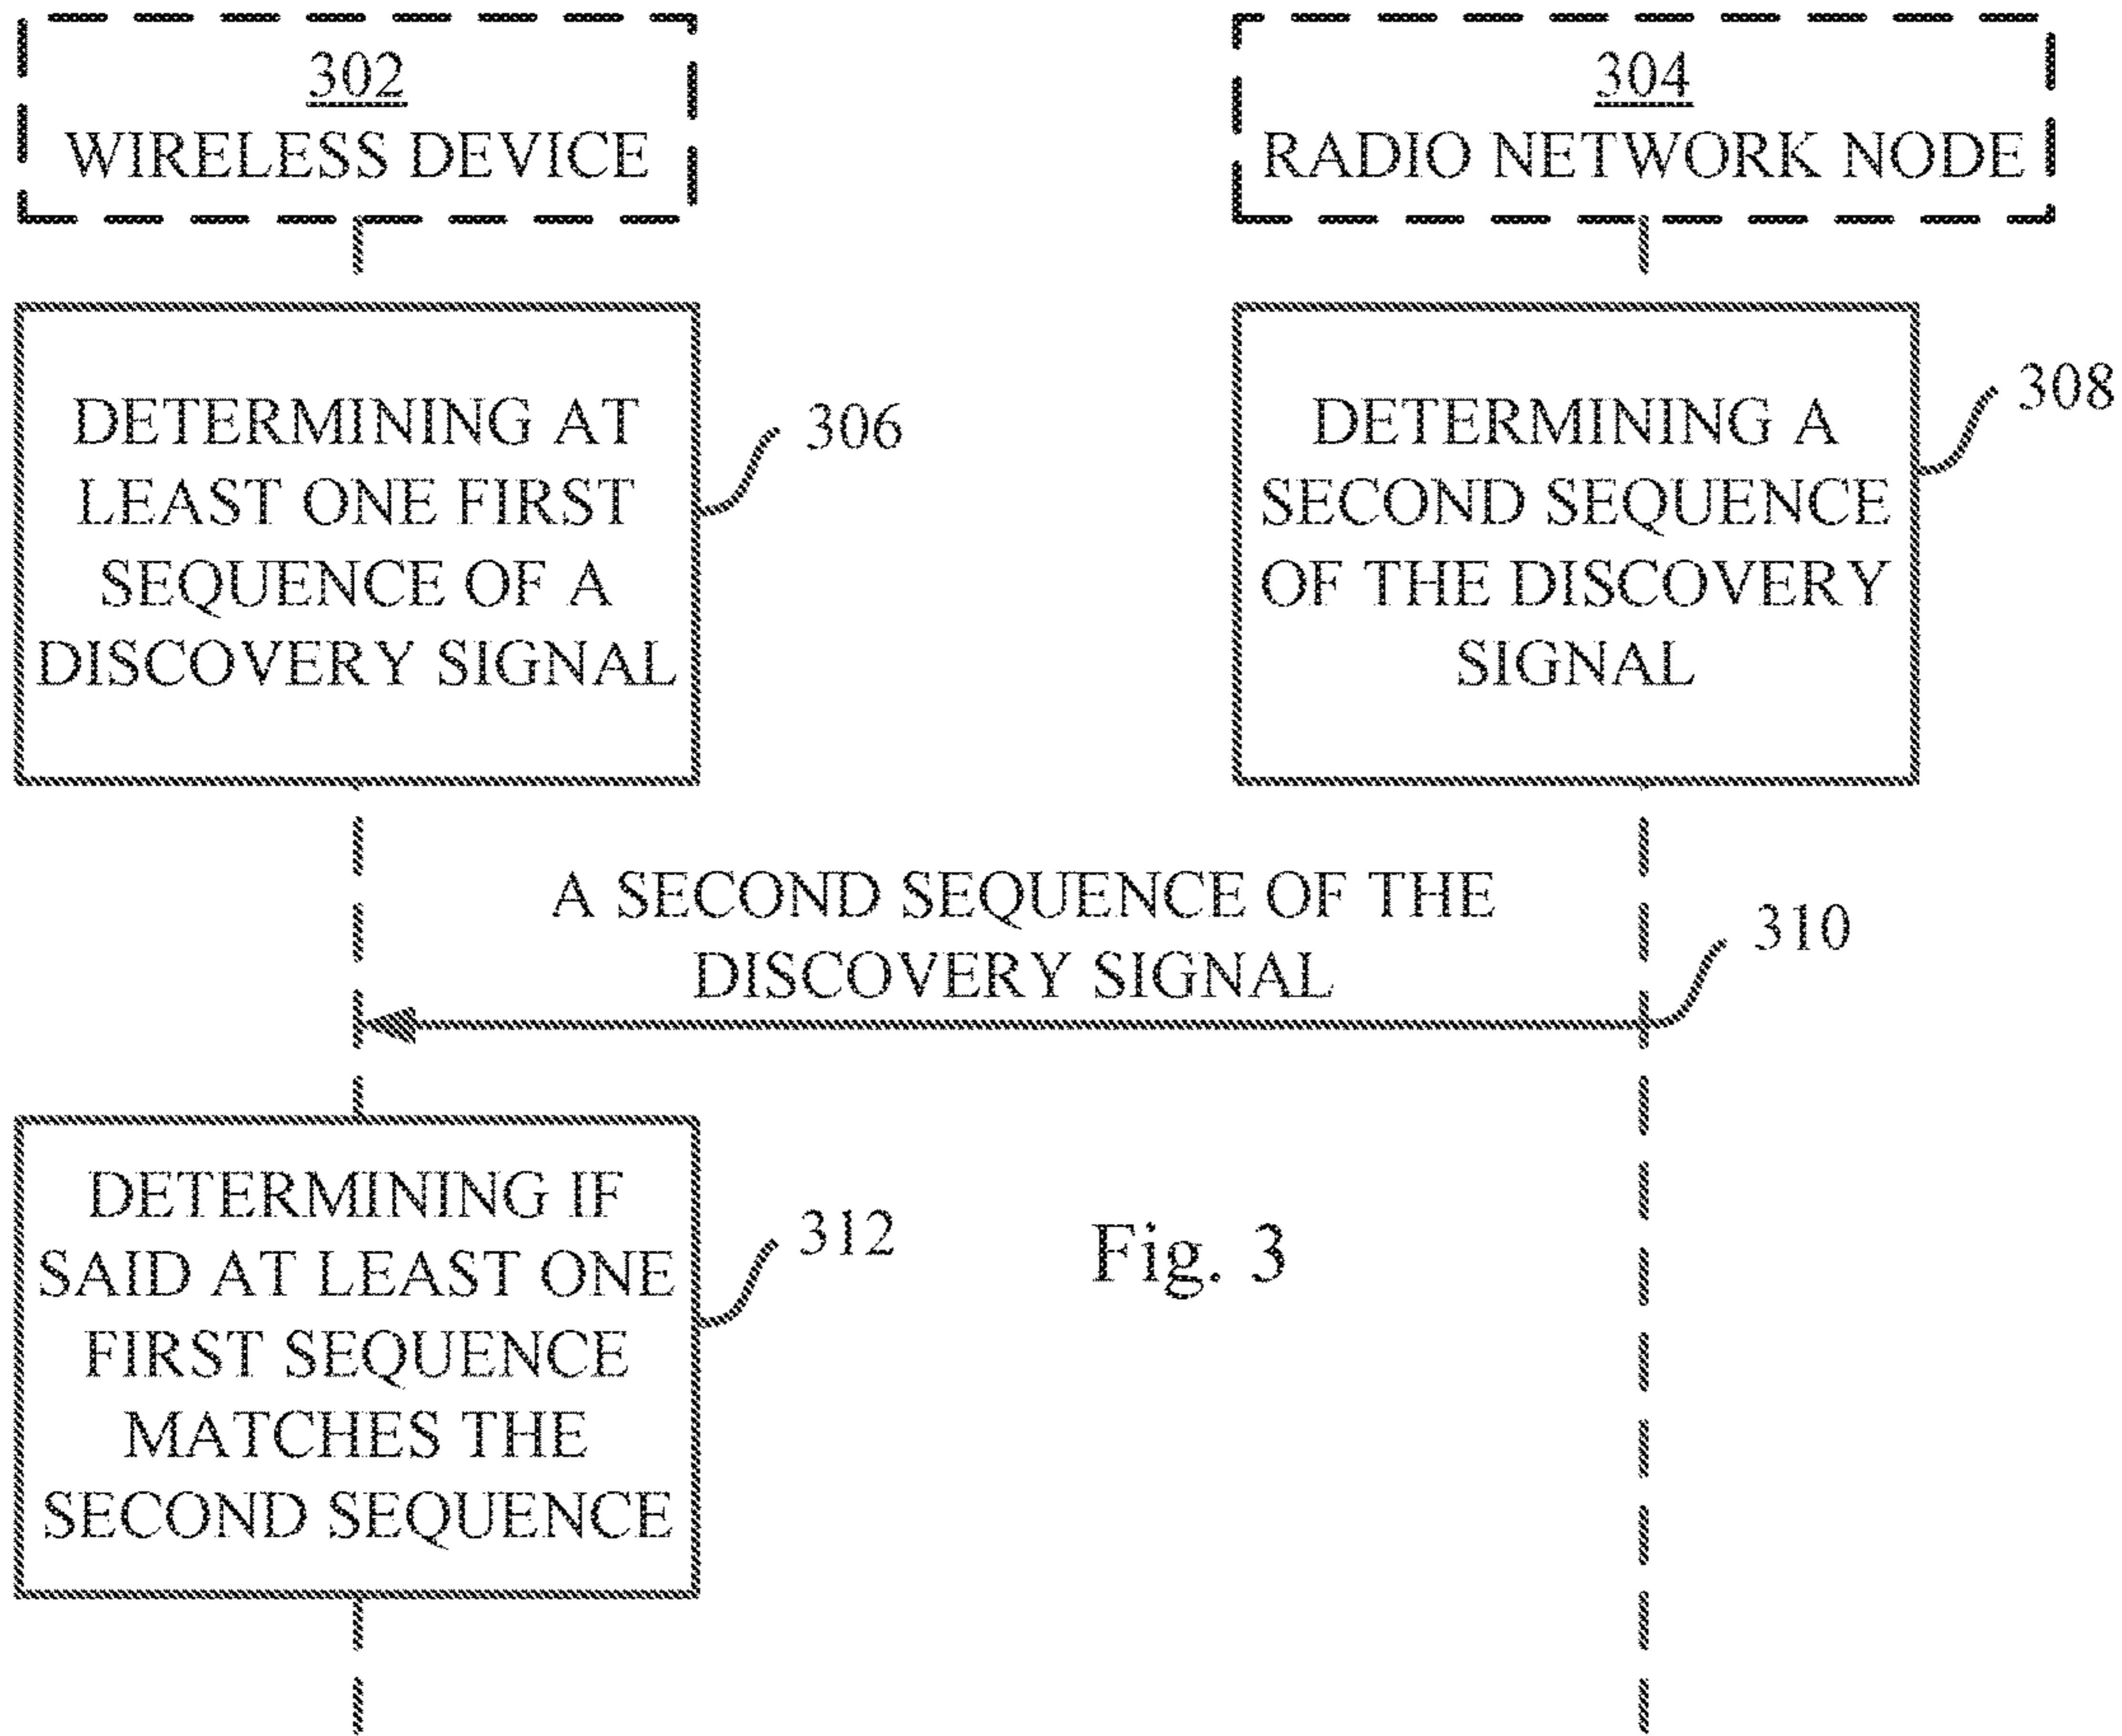 302
WIRELESS DEVICE
304
RADIO NETWORK NODE
DETERMINING AT
LEAST ONE FIRST
SEQUENCE OF A
DISCOVERY SIGNAL
306
DETERMINING A
SECOND SEQUENCE
OF THE DISCOVERY
SIGNAL
308
A SECOND SEQUENCE OF THE
DISCOVERY SIGNAL
310
DETERMINING IF
SAID AT LEAST ONE
FIRST SEQUENCE
MATCHES THE
SECOND SEQUENCE
312
Fig. 3